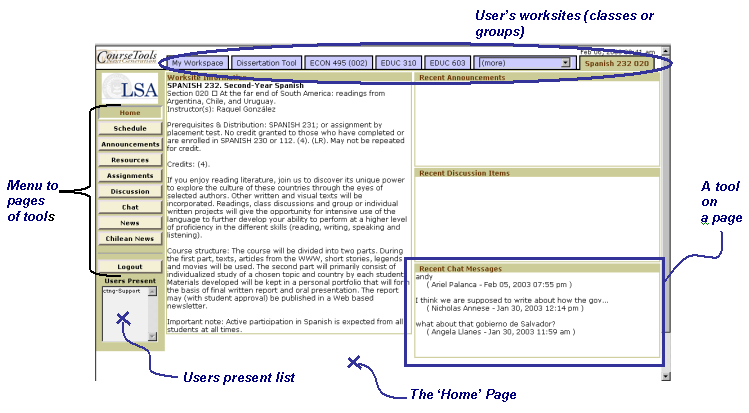 User's worksites (classes or
groups)
CourseTools
My Workspace
Dissertation Tool
ECON 495 (002)
EDUC 310
EDUC 603
(more)
Spanish 232 020
LSA
Home
Schedule
Announcements
Resources
Assignments
Discussion
Chat
News
Chilean News
Logout
Users Present
ctng-Support
Menu to
pages
of tools
Worksite Information
SPANISH 232. Second-Year Spanish
Section 020 □ At the far end of South America: readings from
Argentina, Chile, and Uruguay.
Instructor(s): Raquel González
Prerequisites & Distribution: SPANISH 231; or assignment by
placement test. No credit granted to those who have completed or
are enrolled in SPANISH 230 or 112. (4). (LR). May not be repeated
for credit.
Credits: (4).
If you enjoy reading literature, join us to discover its unique power
to explore the culture of these countries through the eyes of
selected authors. Other written and visual texts will be
incorporated. Readings, class discussions and group or individual
written projects will give the opportunity for intensive use of the
language to further develop your ability to perform at a higher level
of proficiency in the different skills (reading, writing, speaking and
listening).
Course structure: The course will be divided into two parts. During
the first part, texts, articles from the WWW, short stories, legends
and movies will be used. The second part will primarily consist of
individualized study of a chosen topic and country by each student.
Materials developed will be kept in a personal portfolio that will form
the basis of final written report and oral presentation. The report
may (with student approval) be published in a Web based
newsletter.
Important note: Active participation in Spanish is expected from all
students at all times.
Recent Announcements
Recent Discussion Items
Recent Chat Messages
andy
( Ariel Palanca - Feb 05, 2003 07:55 pm )
I think we are supposed to write about how the gov...
( Nicholas Annese - Jan 30, 2003 12:14 pm )
what about that gobierno de Salvador?
( Angela Llanes - Jan 30, 2003 11:59 am )
A tool
on
a page
Users present list
The 'Home' Page